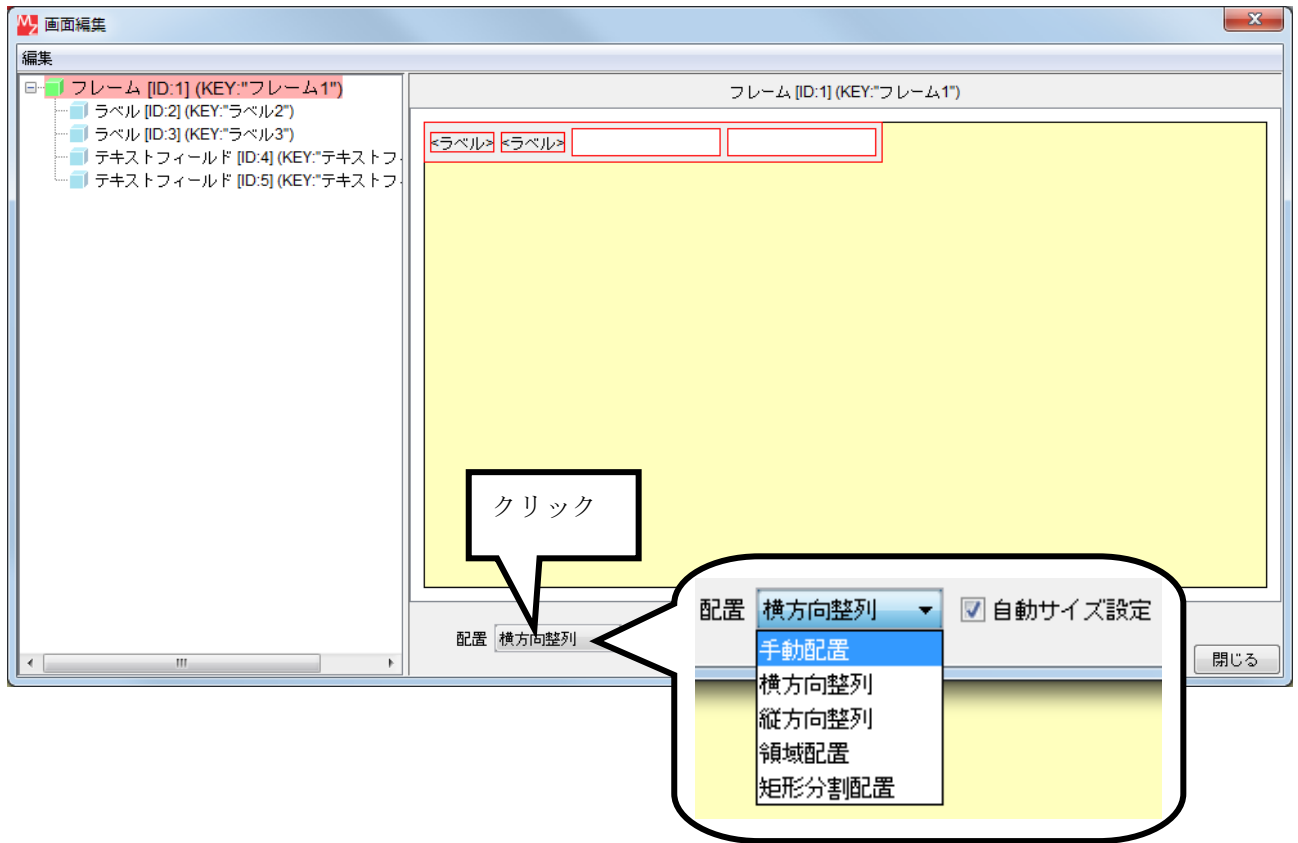 画面編集
編集
フレーム [ID:1] (KEY:"フレーム1")
ラベル [ID:2] (KEY:"ラベル2")
ラベル [ID:3] (KEY:"ラベル3")
テキストフィールド [ID:4] (KEY:"テキストフ
テキストフィールド [ID:5] (KEY:"テキストフ
フレーム [ID:1] (KEY:"フレーム1")
<ラベル> <ラベル>
クリック
配置 横方向整列
配置 横方向整列 自動サイズ設定
手動配置
横方向整列
縦方向整列
領域配置
矩形分割配置
閉じる